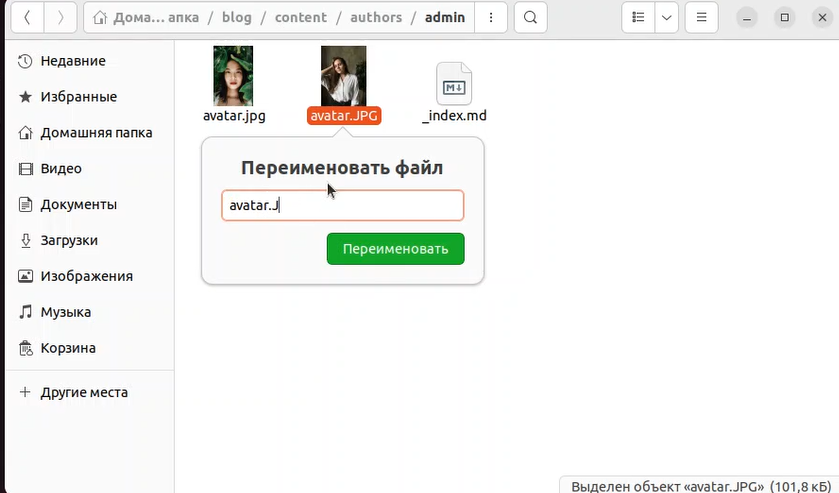 Дома... апка / blog / content / authors / admin
Недавние
Избранные
Домашняя папка
Видео
Документы
Загрузки
Изображения
Музыка
Корзина
Другие места
avatar.jpg
avatar.JPG
_index.md
M
Переименовать файл
avatar.J
Переименовать
Выделен объект «avatar.JPG» (101,8 кБ)